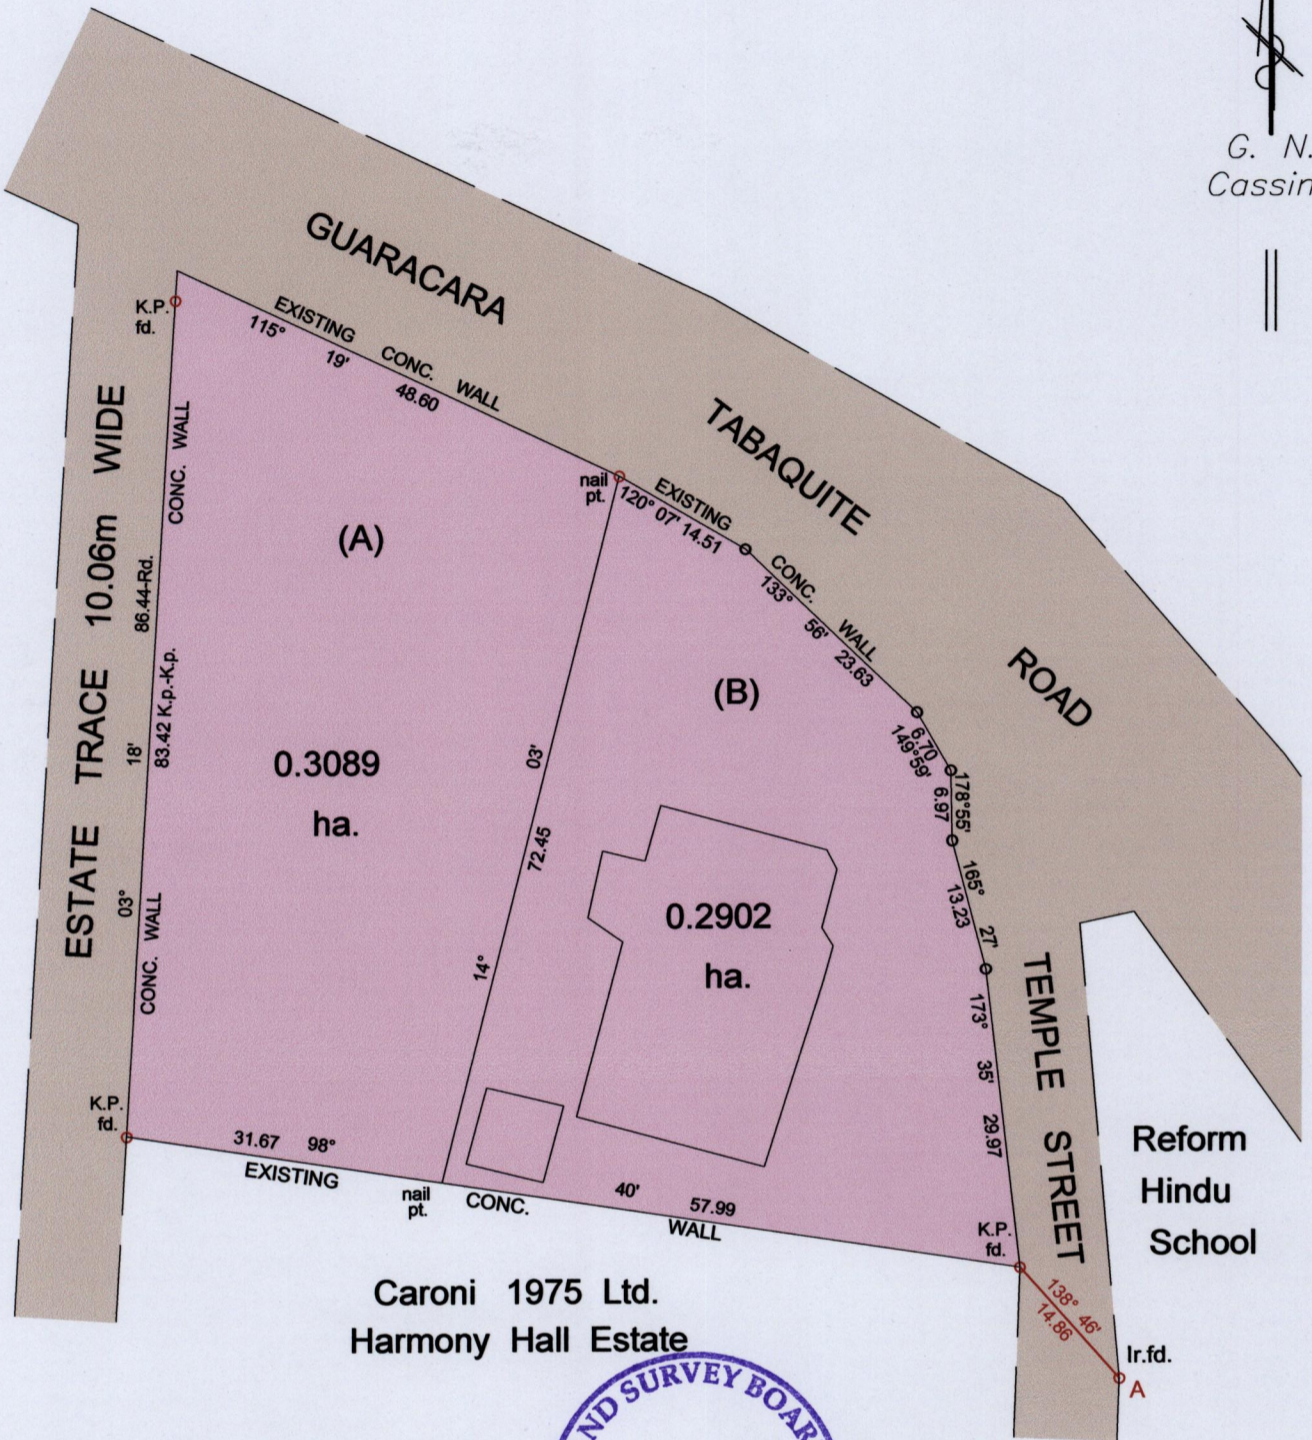 G. N.
GUARACARA
TABAQUITE
ROAD
K.P.
fd.
EXISTING CONC. WALL
115° 19' 48.60
ESTATE TRACE 10.06m WIDE
CONC. WALL
86.44-Rd.
83.42 K.p.-K.p.
03° 18'
CONC. WALL
(A)
0.3089
ha.
nail
pt.
EXISTING CONC. WALL
120° 07' 14.51
133° 56' 23.63
6.70
149°59'
178°55'
6.97
165° 27'
13.23
173° 35' 29.97
(B)
14° 03'
72.45
0.2902
ha.
TEMPLE STREET
Reform
Hindu
School
K.P.
fd.
31.67 98° 40' 57.99
EXISTING CONC. WALL
nail
pt.
K.P.
fd.
138° 46'
14.86
Ir.fd.
A
Caroni 1975 Ltd.
Harmony Hall Estate
SURVEY